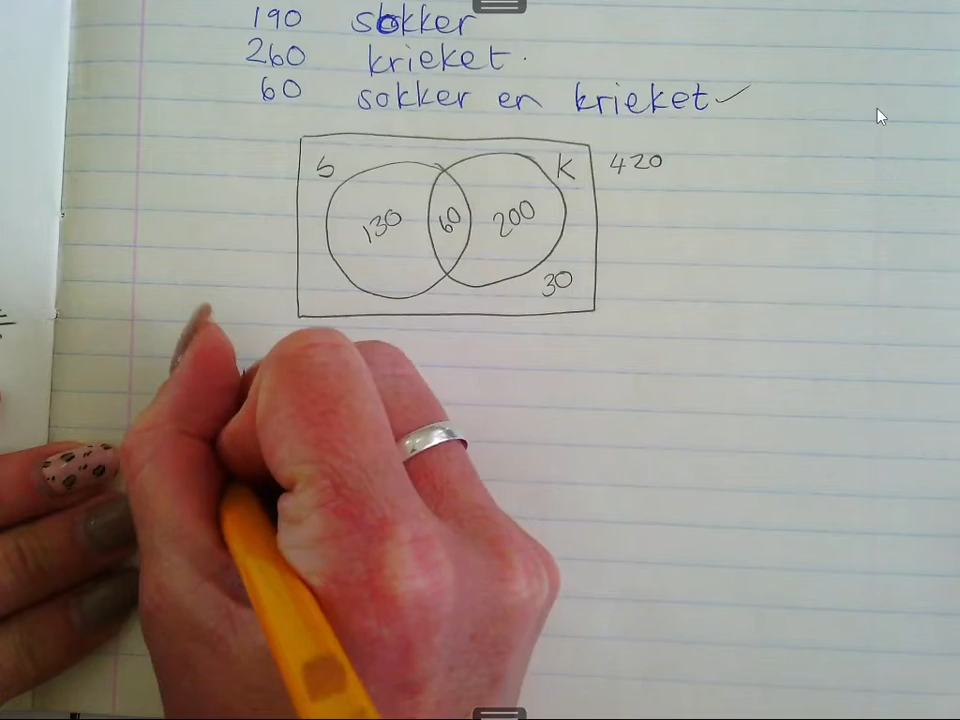 190 sokker
260 krieket.
60 sokker en krieket ✓
S K 420
130 60 200
30